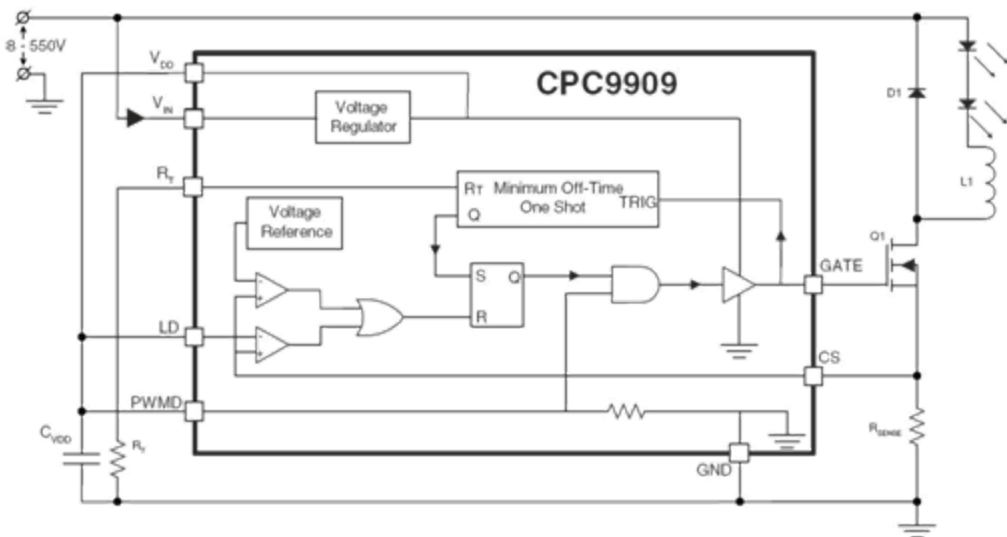 8 - 550V
CPC9909
VDD
VIN
Voltage
Regulator
D1
L1
RT
RT
Minimum Off-Time
One Shot
TRIG
Q
Voltage
Reference
Q1
S
Q
R
GATE
-
+
LD
-
+
CS
PWMD
CVDD
RT
RSENSE
GND